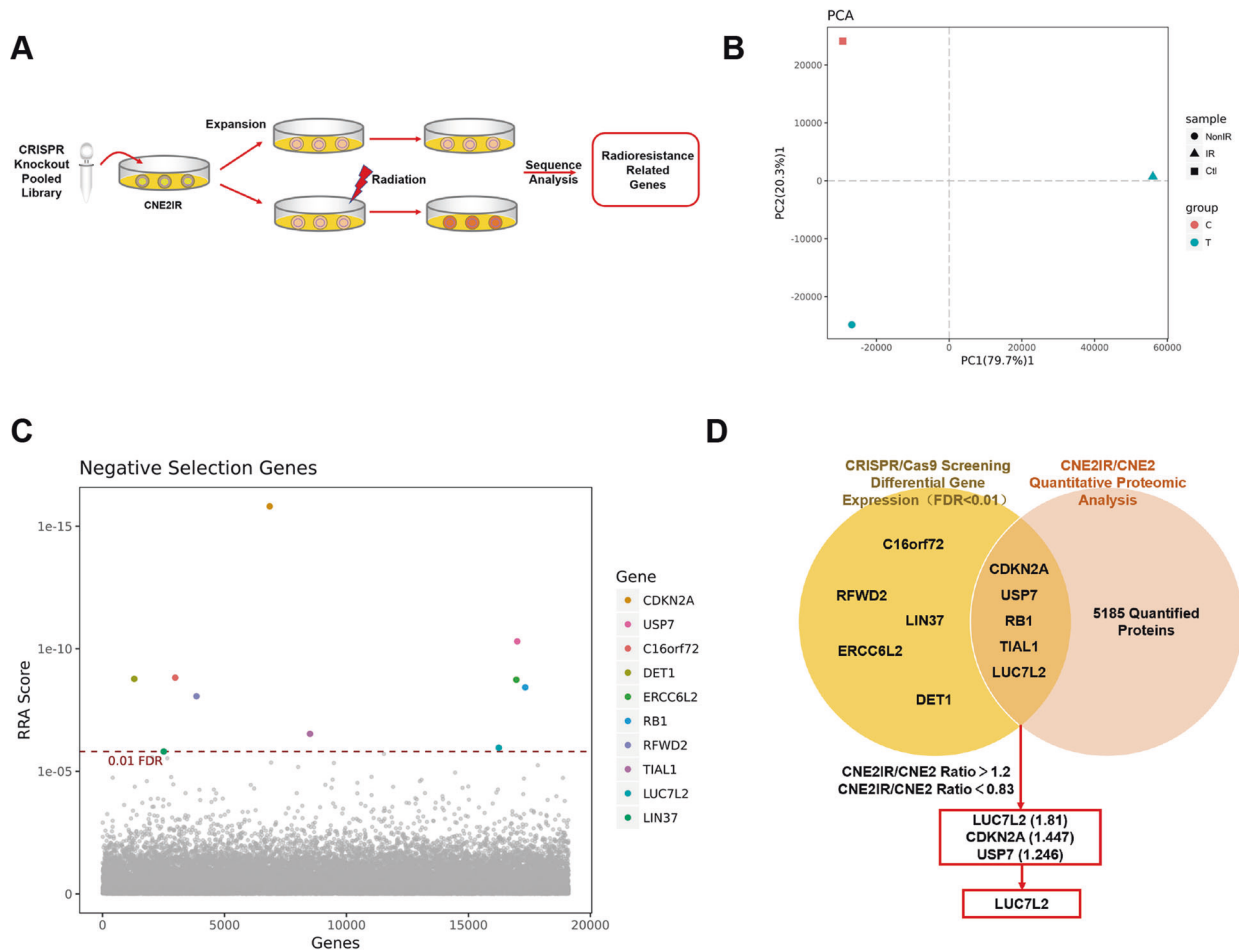 A
CRISPR
Knockout
Pooled
Library
CNE2IR
Expansion
Radiation
Sequence
Analysis
Radioresistance
Related
Genes
B
PCA
PC2(20.3%)1
20000
10000
0
-10000
-20000
-20000
0
20000
40000
60000
PC1(79.7%)1
sample
NonIR
IR
Ctl
group
C
T
C
Negative Selection Genes
RRA Score
1e-15
1e-10
1e-05
0
0.01 FDR
0
5000
10000
15000
20000
Genes
Gene
CDKN2A
USP7
C16orf72
DET1
ERCC6L2
RB1
RFWD2
TIAL1
LUC7L2
LIN37
D
CRISPR/Cas9 Screening
Differential Gene
Expression（FDR<0.01）
CNE2IR/CNE2
Quantitative Proteomic
Analysis
C16orf72
RFWD2
LIN37
ERCC6L2
DET1
CDKN2A
USP7
RB1
TIAL1
LUC7L2
5185 Quantified
Proteins
CNE2IR/CNE2 Ratio＞1.2
CNE2IR/CNE2 Ratio＜0.83
LUC7L2 (1.81)
CDKN2A (1.447)
USP7 (1.246)
LUC7L2